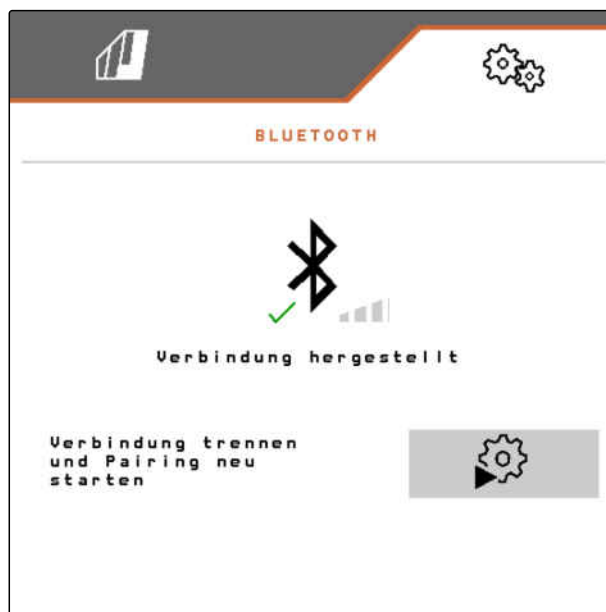 BLUETOOTH
Verbindung hergestellt
Verbindung trennen
und Pairing neu
starten